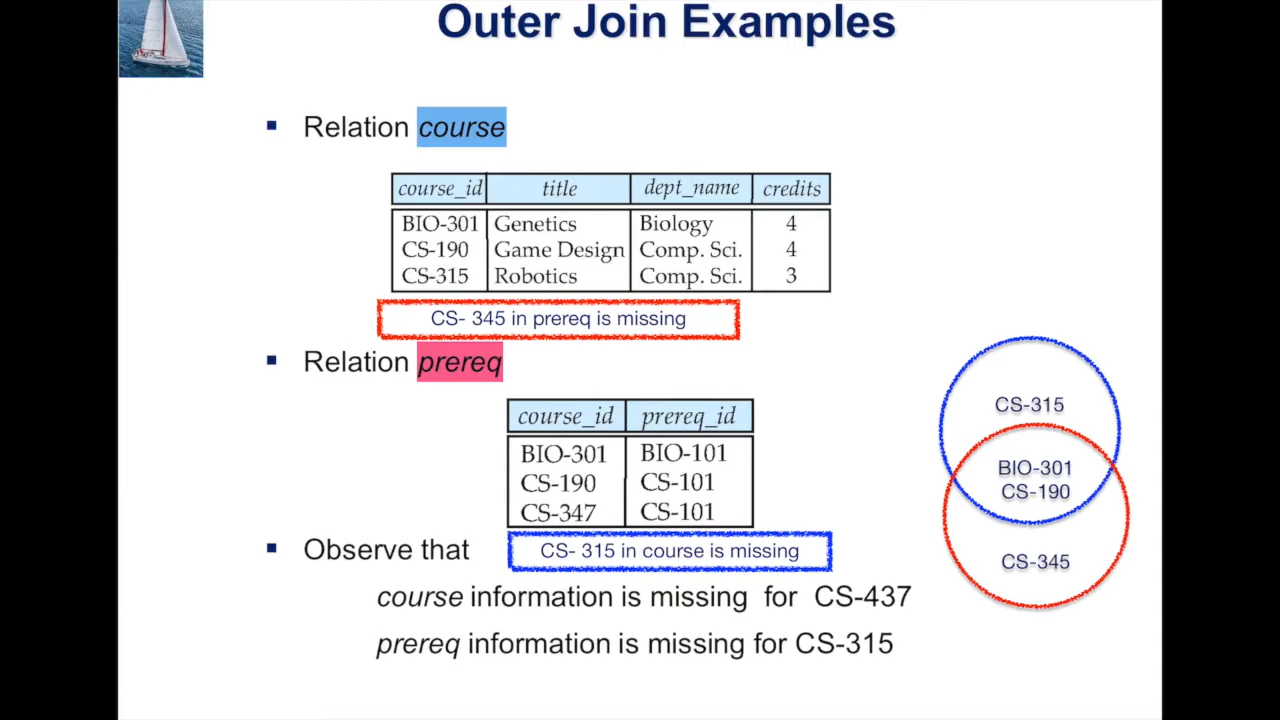 Outer Join Examples
▪ Relation course
course_id title dept_name credits
BIO-301 Genetics Biology 4
CS-190 Game Design Comp. Sci. 4
CS-315 Robotics Comp. Sci. 3
CS- 345 in prereq is missing
▪ Relation prereq
course_id prereq_id
BIO-301 BIO-101
CS-190 CS-101
CS-347 CS-101
CS-315
BIO-301
CS-190
CS-345
▪ Observe that
CS- 315 in course is missing
course information is missing for CS-437
prereq information is missing for CS-315